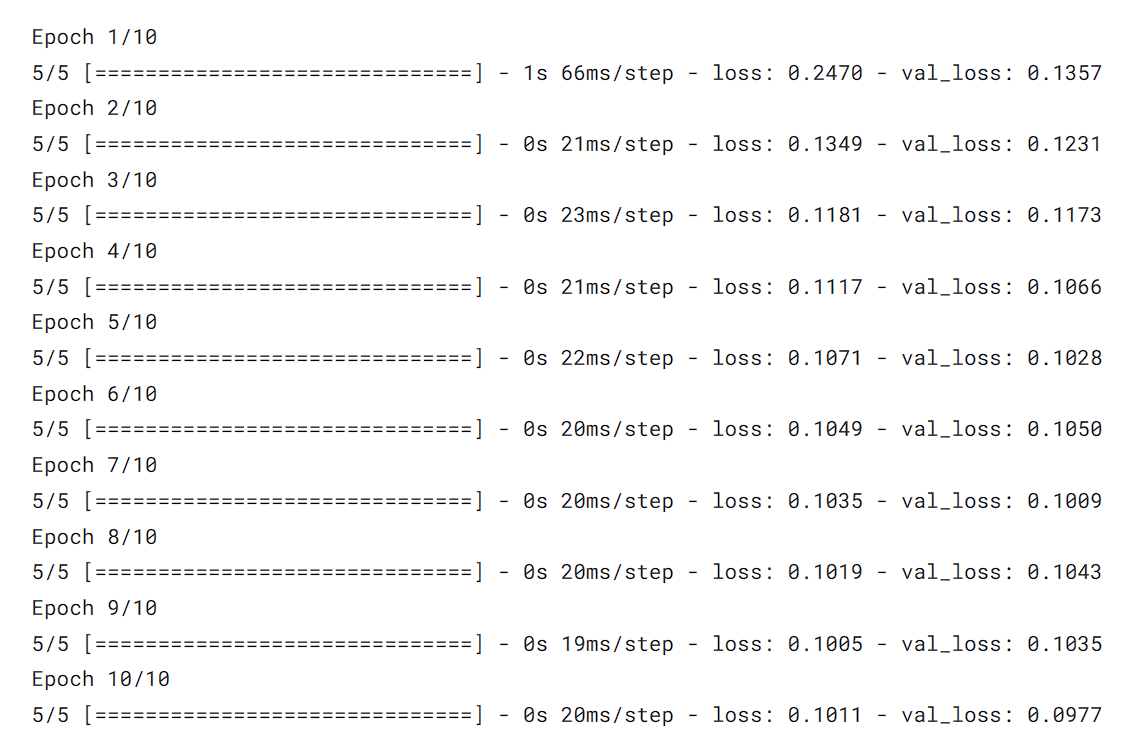 Epoch 1/10
5/5 [==============================] - 1s 66ms/step - loss: 0.2470 - val_loss: 0.1357
Epoch 2/10
5/5 [==============================] - 0s 21ms/step - loss: 0.1349 - val_loss: 0.1231
Epoch 3/10
5/5 [==============================] - 0s 23ms/step - loss: 0.1181 - val_loss: 0.1173
Epoch 4/10
5/5 [==============================] - 0s 21ms/step - loss: 0.1117 - val_loss: 0.1066
Epoch 5/10
5/5 [==============================] - 0s 22ms/step - loss: 0.1071 - val_loss: 0.1028
Epoch 6/10
5/5 [==============================] - 0s 20ms/step - loss: 0.1049 - val_loss: 0.1050
Epoch 7/10
5/5 [==============================] - 0s 20ms/step - loss: 0.1035 - val_loss: 0.1009
Epoch 8/10
5/5 [==============================] - 0s 20ms/step - loss: 0.1019 - val_loss: 0.1043
Epoch 9/10
5/5 [==============================] - 0s 19ms/step - loss: 0.1005 - val_loss: 0.1035
Epoch 10/10
5/5 [==============================] - 0s 20ms/step - loss: 0.1011 - val_loss: 0.0977